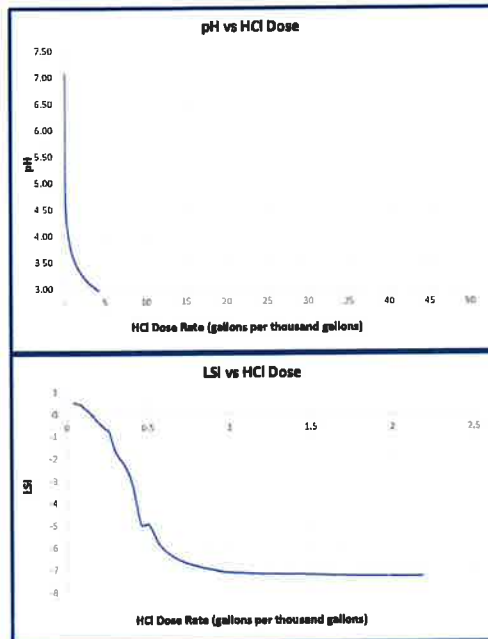 pH vs HCl Dose
7.50
7.00
6.50
6.00
5.50
5.00
4.50
4.00
3.50
3.00
pH
- 5 10 15 20 25 30 35 40 45 50
HCl Dose Rate (gallons per thousand gallons)
LSI vs HCl Dose
1
0
-1
-2
-3
-4
-5
-6
-7
-8
LSI
0 0.5 1 1.5 2 2.5
HCl Dose Rate (gallons per thousand gallons)